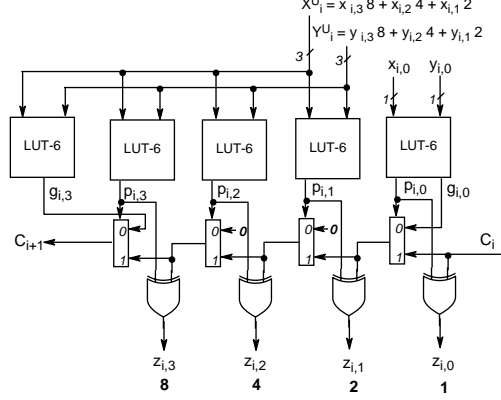 X^U_i = x_i,3 8 + x_i,2 4 + x_i,1 2
Y^U_i = y_i,3 8 + y_i,2 4 + y_i,1 2
3 3 x_i,0 y_i,0
1 1
LUT-6 LUT-6 LUT-6 LUT-6 LUT-6
g_i,3 p_i,3 p_i,2 p_i,1 p_i,0 g_i,0
C_i+1 0 0 0 0 0 0 C_i
1 1 1 1
z_i,3 z_i,2 z_i,1 z_i,0
8 4 2 1